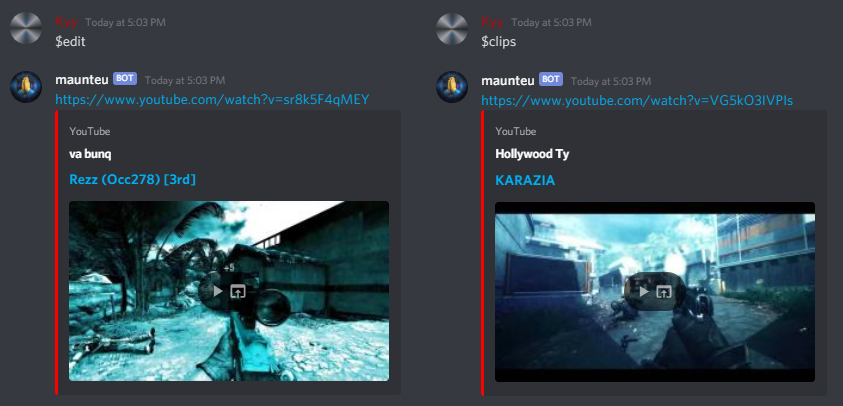 Kay Today at 5:03 PM
$edit
maunteu BOT Today at 5:03 PM
https://www.youtube.com/watch?v=sr8k5F4qMEY
YouTube
va bunq
Rezz (Occ278) [3rd]
+5
Kay Today at 5:03 PM
$clips
maunteu BOT Today at 5:03 PM
https://www.youtube.com/watch?v=VG5kO3IVPIs
YouTube
Hollywood Ty
KARAZIA